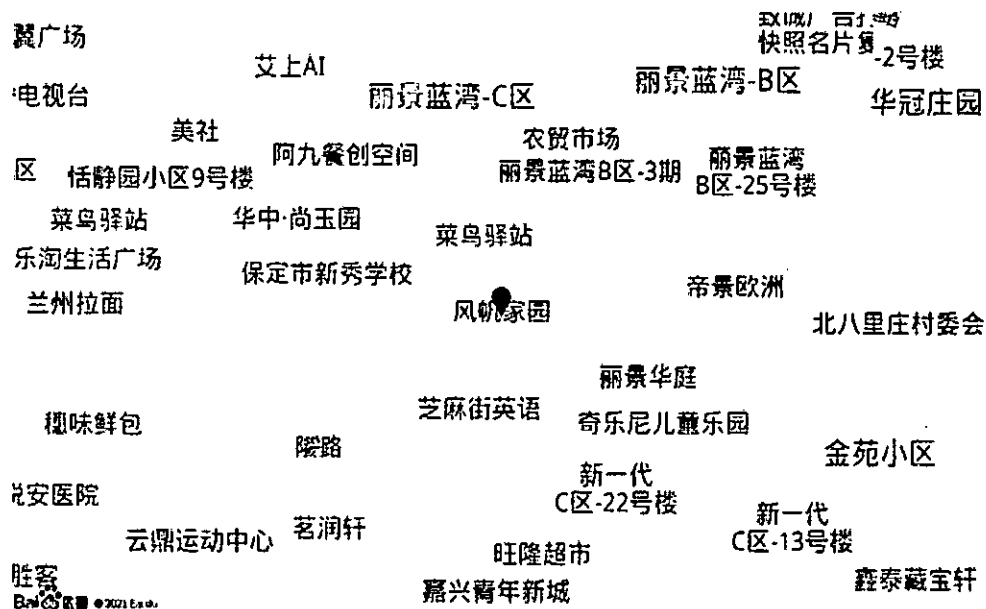 翼广场
快照名片复
-2号楼
艾上AI
丽景蓝湾-B区
电视台
丽景蓝湾-C区
华冠庄园
美社
农贸市场
阿九餐创空间
丽景蓝湾
区
恬静园小区9号楼
丽景蓝湾B区-3期
B区-25号楼
菜鸟驿站
华中·尚玉园
菜鸟驿站
乐淘生活广场
保定市新秀学校
帝景欧洲
兰州拉面
风帆家园
北八里庄村委会
丽景华庭
芝麻街英语
穗味鲜包
奇乐尼儿童乐园
金苑小区
新一代
C区-22号楼
悦安医院
新一代
C区-13号楼
云鼎运动中心
茗润轩
旺隆超市
胜客
嘉兴青年新城
鑫泰藏宝轩